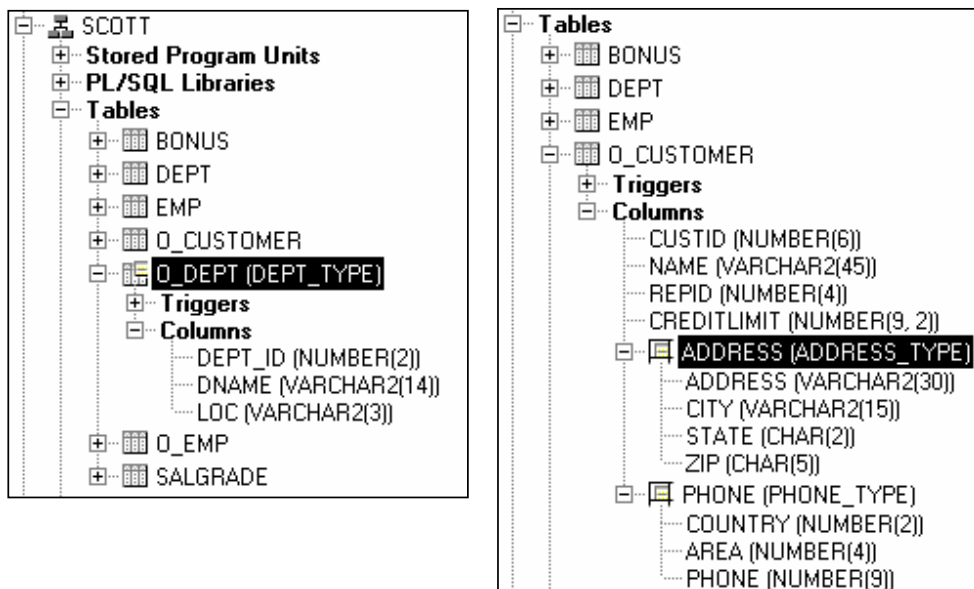 SCOTT
Stored Program Units
PL/SQL Libraries
Tables
BONUS
DEPT
EMP
O_CUSTOMER
O_DEPT (DEPT_TYPE)
Triggers
Columns
DEPT_ID (NUMBER(2))
DNAME (VARCHAR2(14))
LOC (VARCHAR2(3))
O_EMP
SALGRADE
Tables
BONUS
DEPT
EMP
O_CUSTOMER
Triggers
Columns
CUSTID (NUMBER(6))
NAME (VARCHAR2(45))
REPID (NUMBER(4))
CREDITLIMIT (NUMBER(9, 2))
ADDRESS (ADDRESS_TYPE)
ADDRESS (VARCHAR2(30))
CITY (VARCHAR2(15))
STATE (CHAR(2))
ZIP (CHAR(5))
PHONE (PHONE_TYPE)
COUNTRY (NUMBER(2))
AREA (NUMBER(4))
PHONE (NUMBER(9))